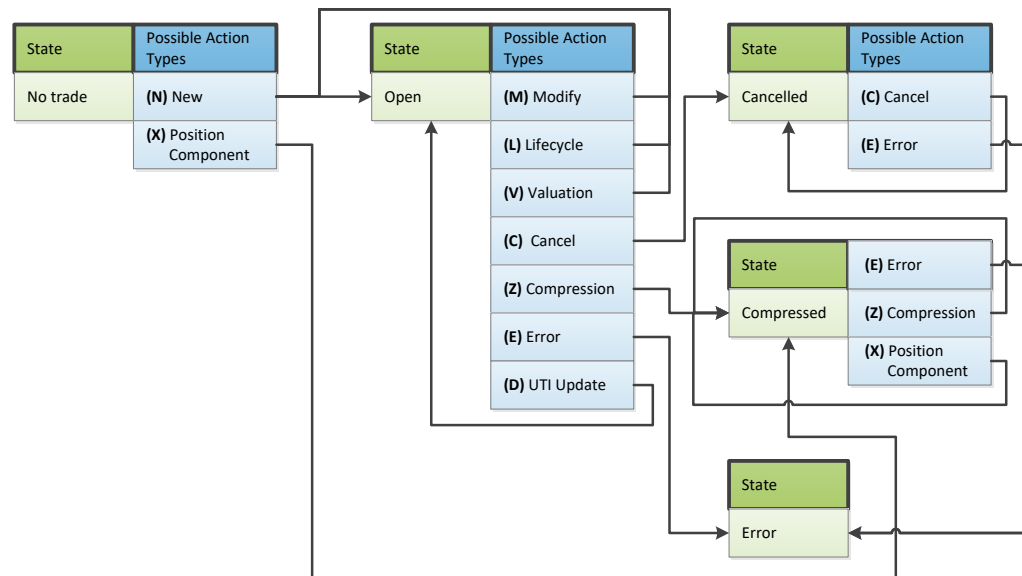 State
Possible Action
Types
No trade
(N) New
(X) Position
Component
State
Possible Action
Types
Open
(M) Modify
(L) Lifecycle
(V) Valuation
(C) Cancel
(Z) Compression
(E) Error
(D) UTI Update
State
Possible Action
Types
Cancelled
(C) Cancel
(E) Error
State
(E) Error
Compressed
(Z) Compression
(X) Position
Component
State
Error